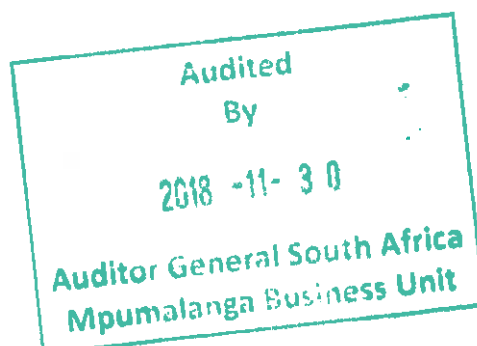 Audited
By
2018 -11- 30
Auditor General South Africa
Mpumalanga Business Unit